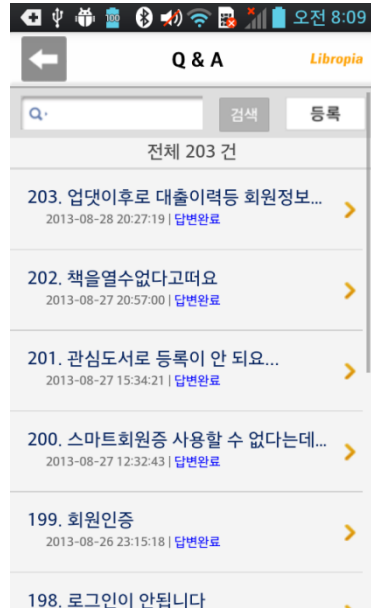 100 오전 8:09
Q & A Libropia
검색 등록
전체 203 건
203. 업댓이후로 대출이력등 회원정보...
2013-08-28 20:27:19 | 답변완료
202. 책을열수없다고떠요
2013-08-27 20:57:00 | 답변완료
201. 관심도서로 등록이 안 되요...
2013-08-27 15:34:21 | 답변완료
200. 스마트회원증 사용할 수 없다는데...
2013-08-27 12:32:43 | 답변완료
199. 회원인증
2013-08-26 23:15:18 | 답변완료
198. 로그인이 안됩니다